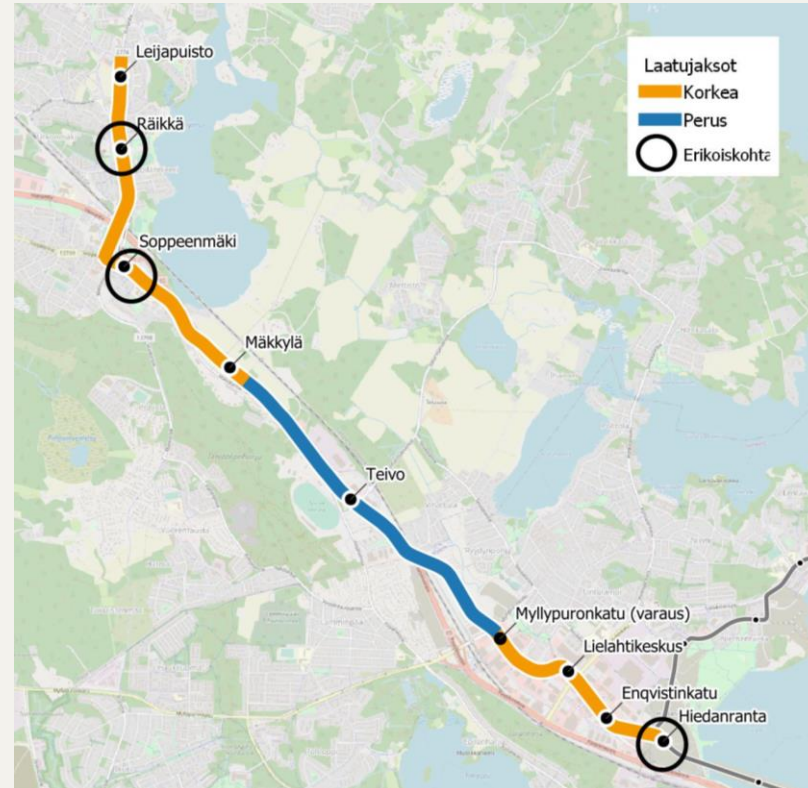 Leijapuisto
Räikkä
Soppeenmäki
Mäkkylä
Teivo
Myllypuronkatu (varaus)
Lielahtikeskus
Enqvistinkatu
Hiedanranta
Laatujaksot
Korkea
Perus
Erikoiskohta